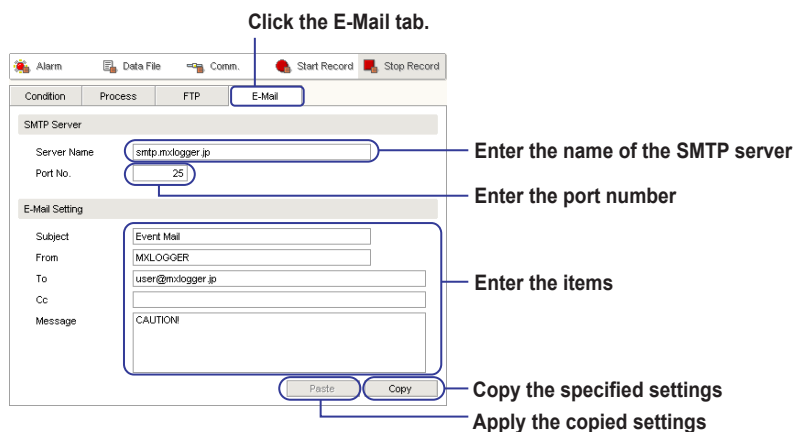 Click the E-Mail tab.
Alarm Data File Comm. Start Record Stop Record
Condition Process FTP E-Mail
SMTP Server
Server Name smtp.mxlogger.jp
Enter the name of the SMTP server
Port No. 25
Enter the port number
E-Mail Setting
Subject Event Mail
From MXLOGGER
To user@mxlogger.jp
Enter the items
Cc
Message CAUTION!
Paste Copy
Copy the specified settings
Apply the copied settings